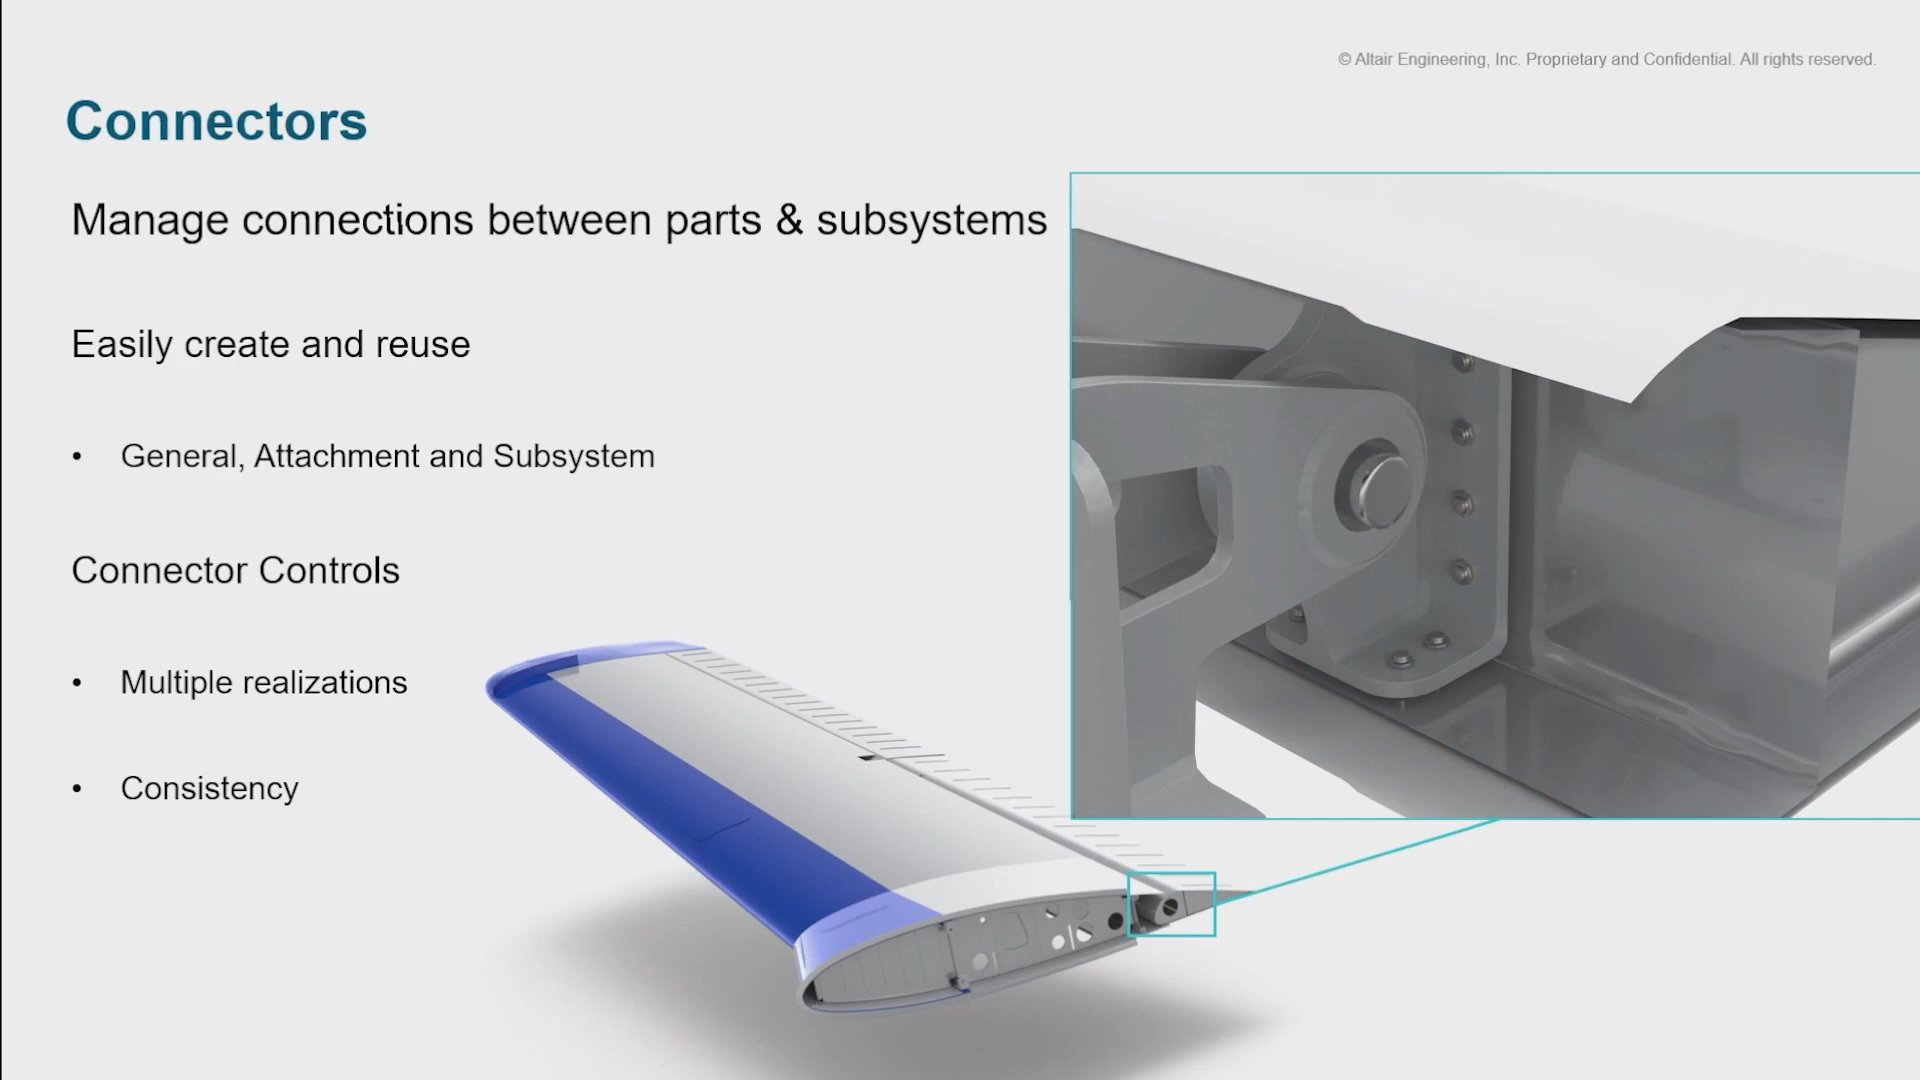 © Altair Engineering, Inc. Proprietary and Confidential. All rights reserved.
Connectors
Manage connections between parts & subsystems
Easily create and reuse
• General, Attachment and Subsystem
Connector Controls
• Multiple realizations
• Consistency